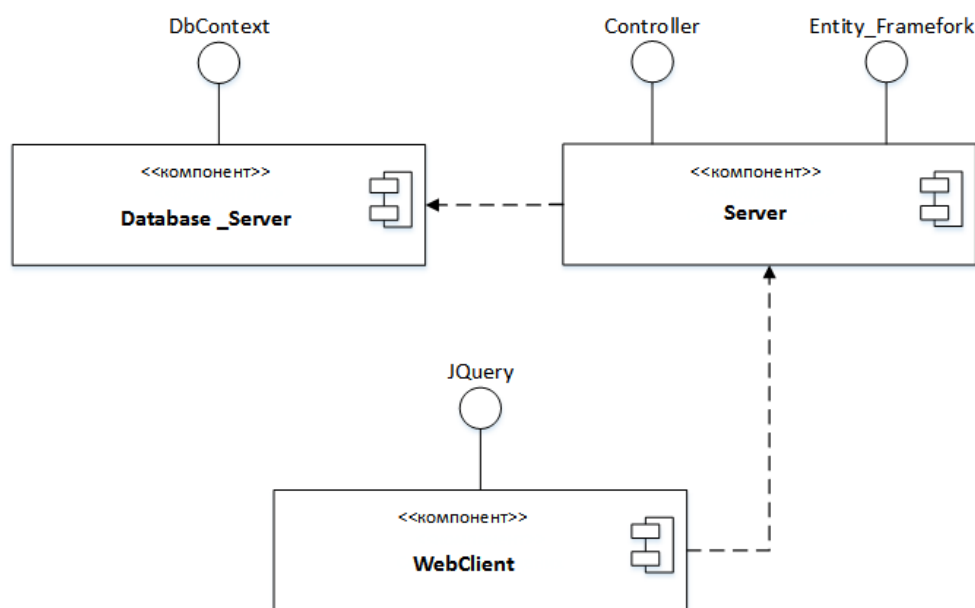 DbContext
Controller
Entity_Framefork
<<компонент>>
Database _Server
<<компонент>>
Server
JQuery
<<компонент>>
WebClient